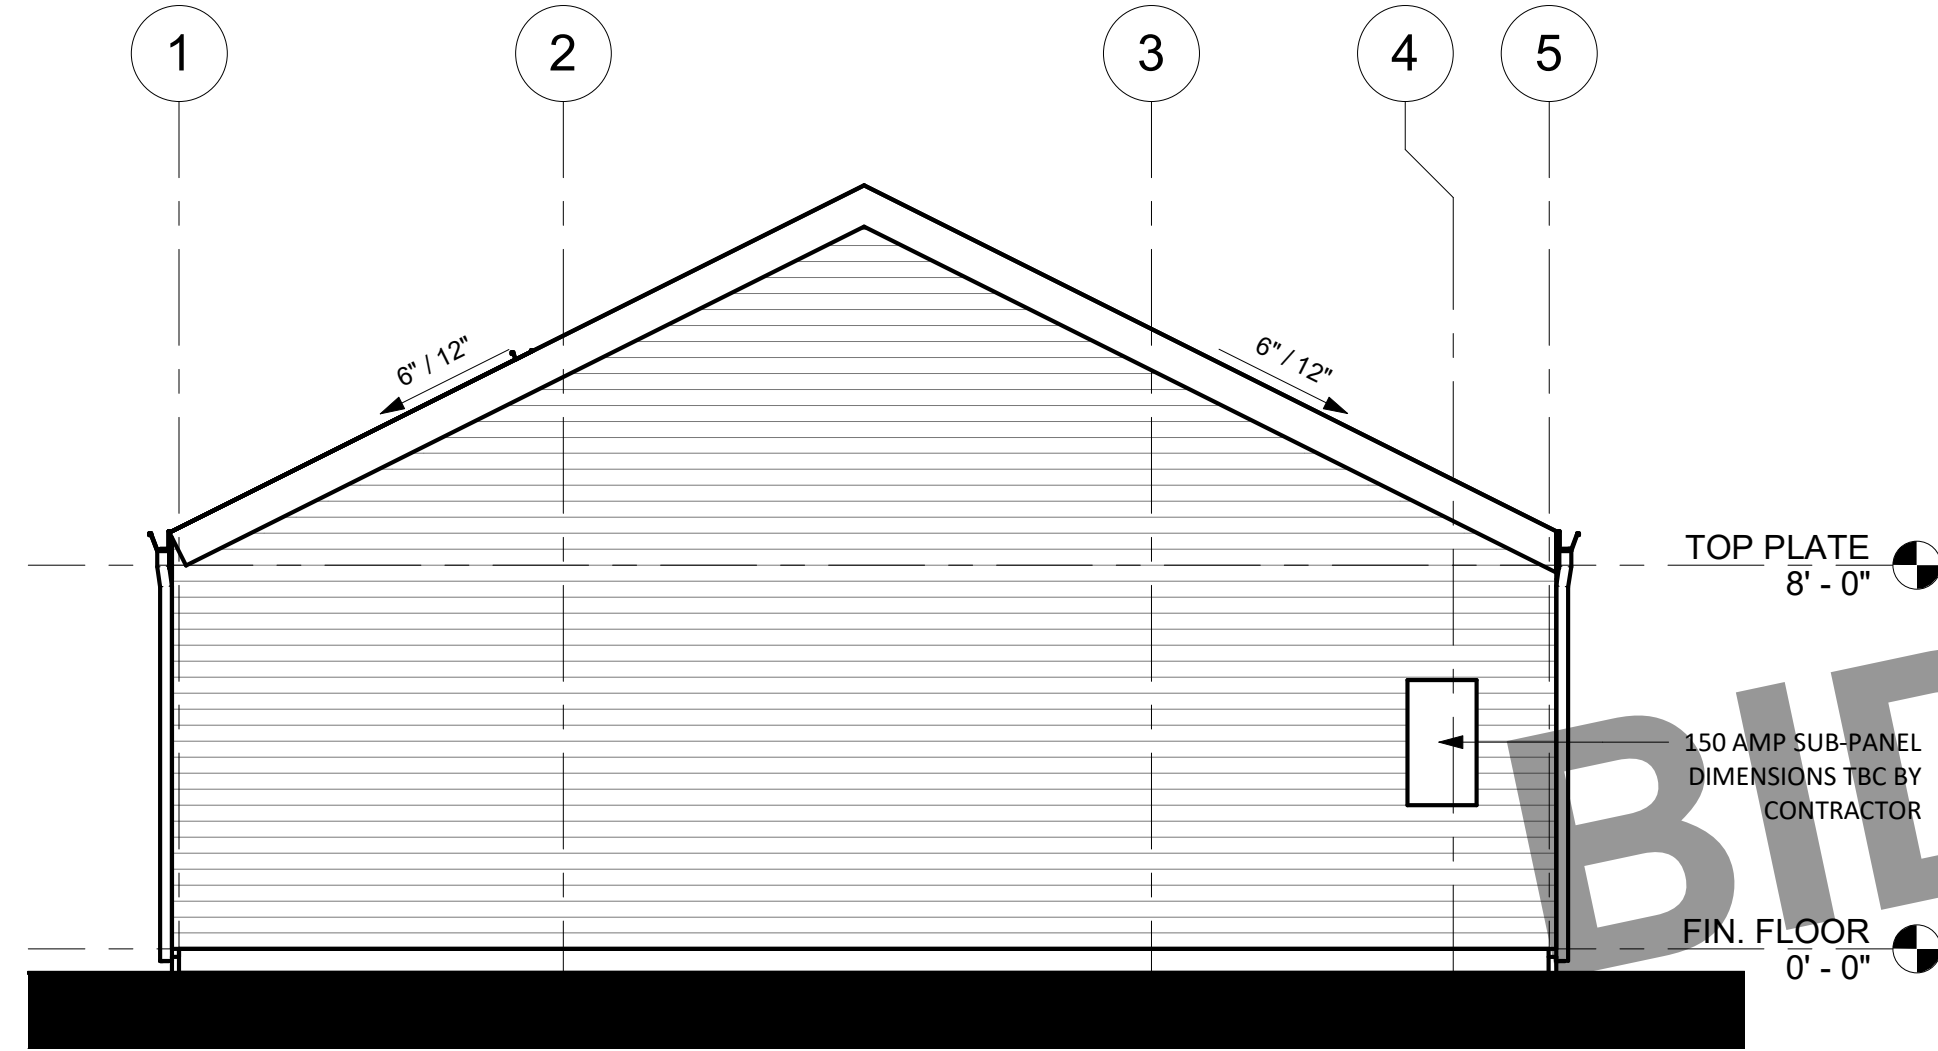 1
2
3
4
5
6" / 12"
6" / 12"
TOP PLATE
8' - 0"
150 AMP SUB-PANEL
DIMENSIONS TBC BY
CONTRACTOR
FIN. FLOOR
0' - 0"